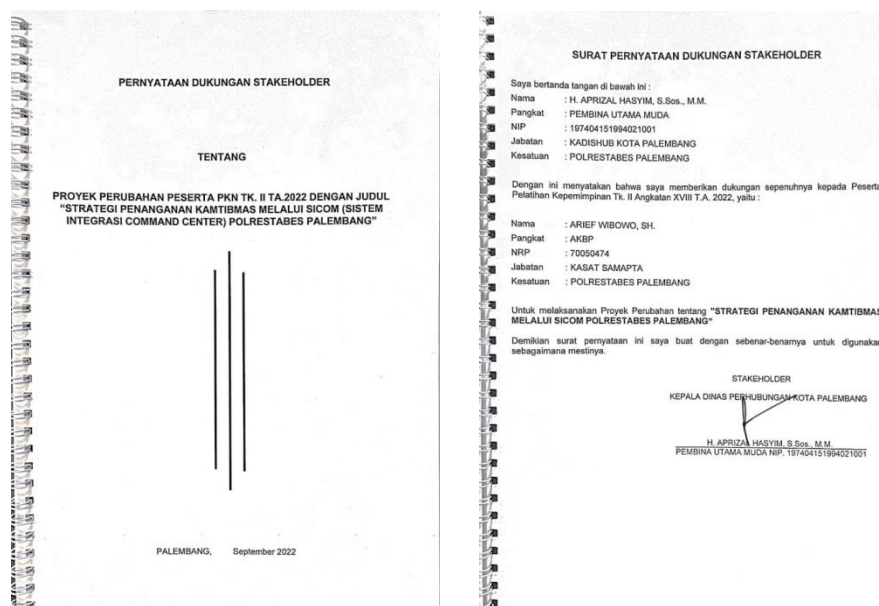 PERNYATAAN DUKUNGAN STAKEHOLDER
TENTANG
PROYEK PERUBAHAN PESERTA PKN TK. II TA.2022 DENGAN JUDUL
"STRATEGI PENANGANAN KAMTIBMAS MELALUI SICOM (SISTEM
INTEGRASI COMMAND CENTER) POLRESTABES PALEMBANG"
PALEMBANG, September 2022
SURAT PERNYATAAN DUKUNGAN STAKEHOLDER
Saya bertanda tangan di bawah ini :
Nama : H. APRIZAL HASYIM, S.Sos., M.M.
Pangkat : PEMBINA UTAMA MUDA
NIP : 197404151994021001
Jabatan : KADISHUB KOTA PALEMBANG
Kesatuan : POLRESTABES PALEMBANG
Dengan ini menyatakan bahwa saya memberikan dukungan sepenuhnya kepada Peserta
Pelatihan Kepemimpinan Tk. II Angkatan XVIII T.A. 2022, yaitu :
Nama : ARIEF WIBOWO, SH.
Pangkat : AKBP
NRP : 70050474
Jabatan : KASAT SAMAPTA
Kesatuan : POLRESTABES PALEMBANG
Untuk melaksanakan Proyek Perubahan tentang "STRATEGI PENANGANAN KAMTIBMAS
MELALUI SICOM POLRESTABES PALEMBANG"
Demikian surat pernyataan ini saya buat dengan sebenar-benarnya untuk digunakan
sebagaimana mestinya.
STAKEHOLDER
KEPALA DINAS PERHUBUNGAN KOTA PALEMBANG
H. APRIZAL HASYIM, S.Sos., M.M.
PEMBINA UTAMA MUDA NIP. 197404151994021001